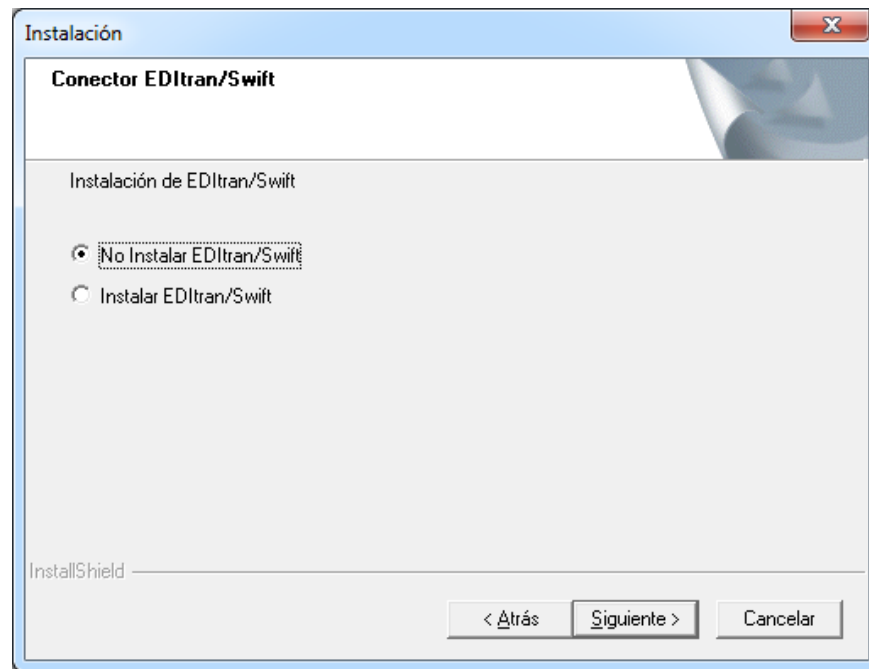 Instalación
Conector EDItran/Swift
Instalación de EDItran/Swift
No Instalar EDItran/Swift
Instalar EDItran/Swift
InstallShield
< Atrás
Siguiente >
Cancelar